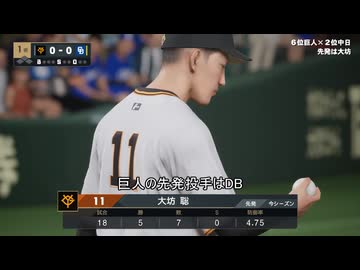 1回
0 - 0
6位巨人×2位中日
先発は大坊
11
巨人の先発投手はDB
11 大坊 聡 先発 今シーズン
試合 勝 敗 S 防御率
18 5 7 0 4.75